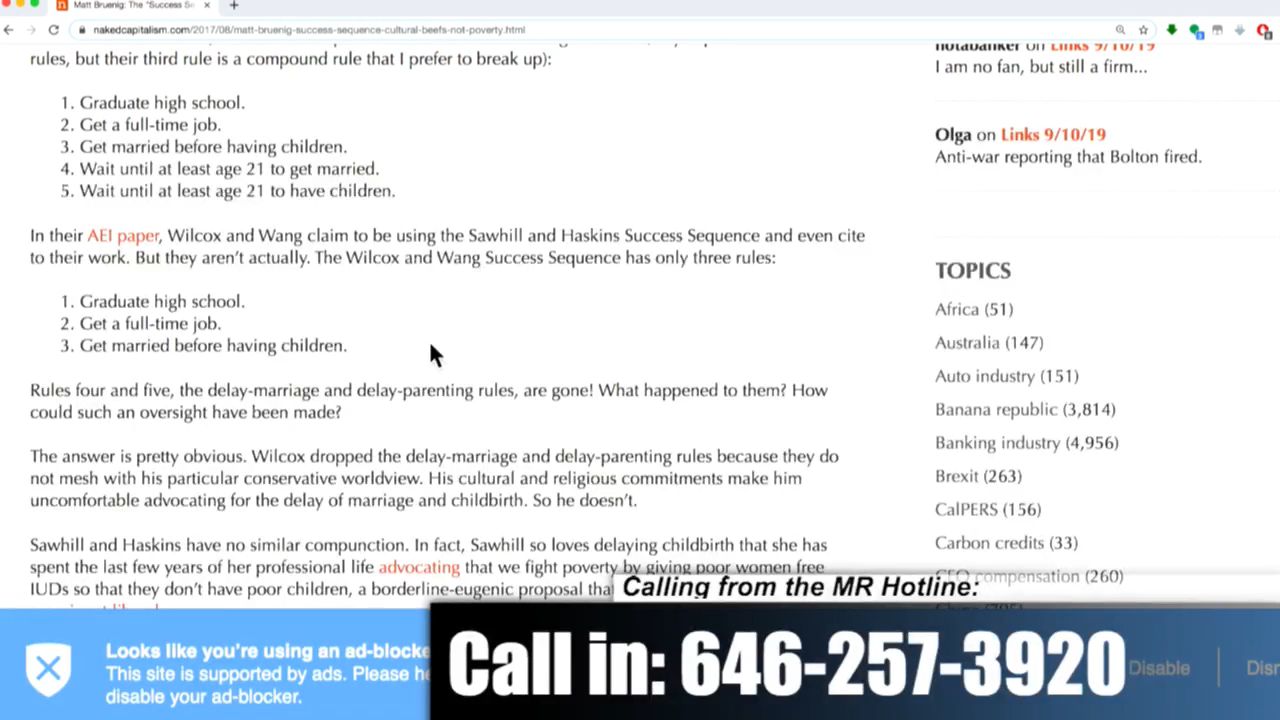 Matt Bruenig: The "Success Se
nakedcapitalism.com/2017/08/matt-bruenig-success-sequence-cultural-beefs-not-poverty.html
rules, but their third rule is a compound rule that I prefer to break up):
1. Graduate high school.
2. Get a full-time job.
3. Get married before having children.
4. Wait until at least age 21 to get married.
5. Wait until at least age 21 to have children.
In their AEI paper, Wilcox and Wang claim to be using the Sawhill and Haskins Success Sequence and even cite
to their work. But they aren't actually. The Wilcox and Wang Success Sequence has only three rules:
1. Graduate high school.
2. Get a full-time job.
3. Get married before having children.
Rules four and five, the delay-marriage and delay-parenting rules, are gone! What happened to them? How
could such an oversight have been made?
The answer is pretty obvious. Wilcox dropped the delay-marriage and delay-parenting rules because they do
not mesh with his particular conservative worldview. His cultural and religious commitments make him
uncomfortable advocating for the delay of marriage and childbirth. So he doesn't.
Sawhill and Haskins have no similar compunction. In fact, Sawhill so loves delaying childbirth that she has
spent the last few years of her professional life advocating that we fight poverty by giving poor women free
IUDs so that they don't have poor children, a borderline-eugenic proposal tha
notabanker on Links 9/10/19
I am no fan, but still a firm...
Olga on Links 9/10/19
Anti-war reporting that Bolton fired.
TOPICS
Africa (51)
Australia (147)
Auto industry (151)
Banana republic (3,814)
Banking industry (4,956)
Brexit (263)
CalPERS (156)
Carbon credits (33)
CEO compensation (260)
Looks like you're using an ad-blocke
This site is supported by ads. Please he
disable your ad-blocker.
Calling from the MR Hotline:
Call in: 646-257-3920
Disable
Disr